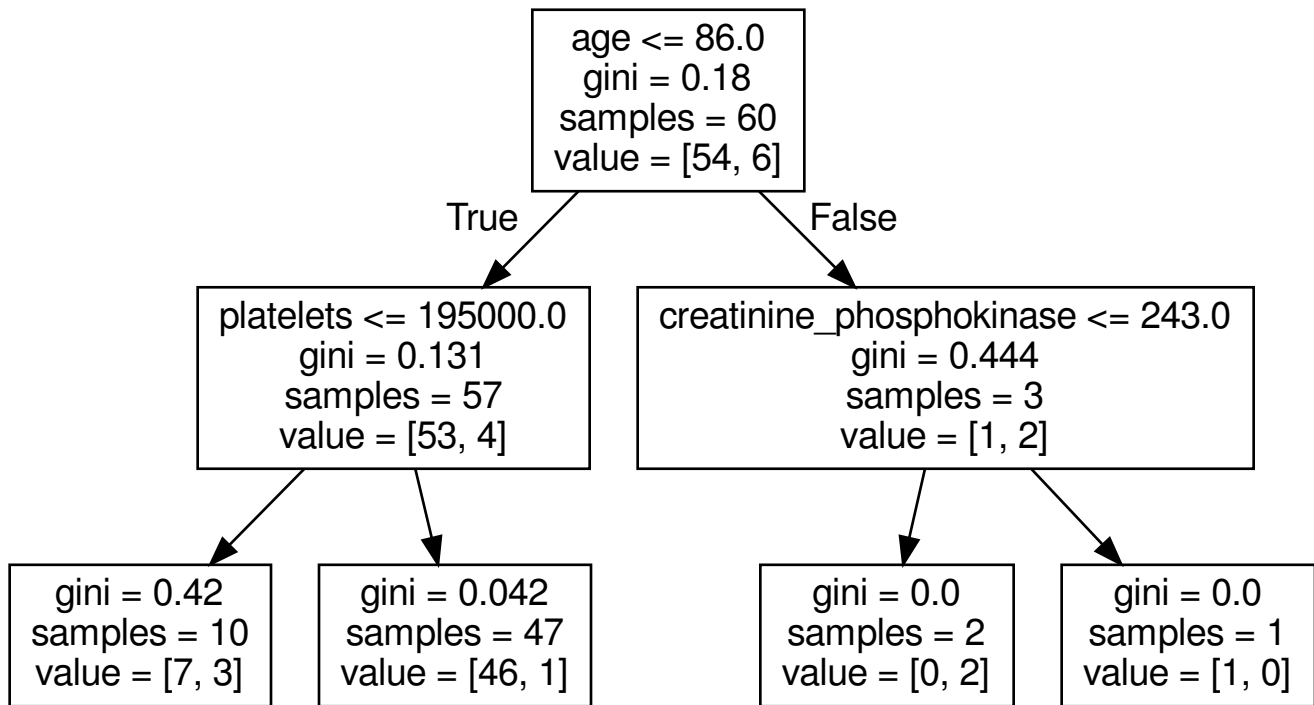 age <= 86.0
gini = 0.18
samples = 60
value = [54, 6]
True
False
platelets <= 195000.0
gini = 0.131
samples = 57
value = [53, 4]
creatinine_phosphokinase <= 243.0
gini = 0.444
samples = 3
value = [1, 2]
gini = 0.42
samples = 10
value = [7, 3]
gini = 0.042
samples = 47
value = [46, 1]
gini = 0.0
samples = 2
value = [0, 2]
gini = 0.0
samples = 1
value = [1, 0]